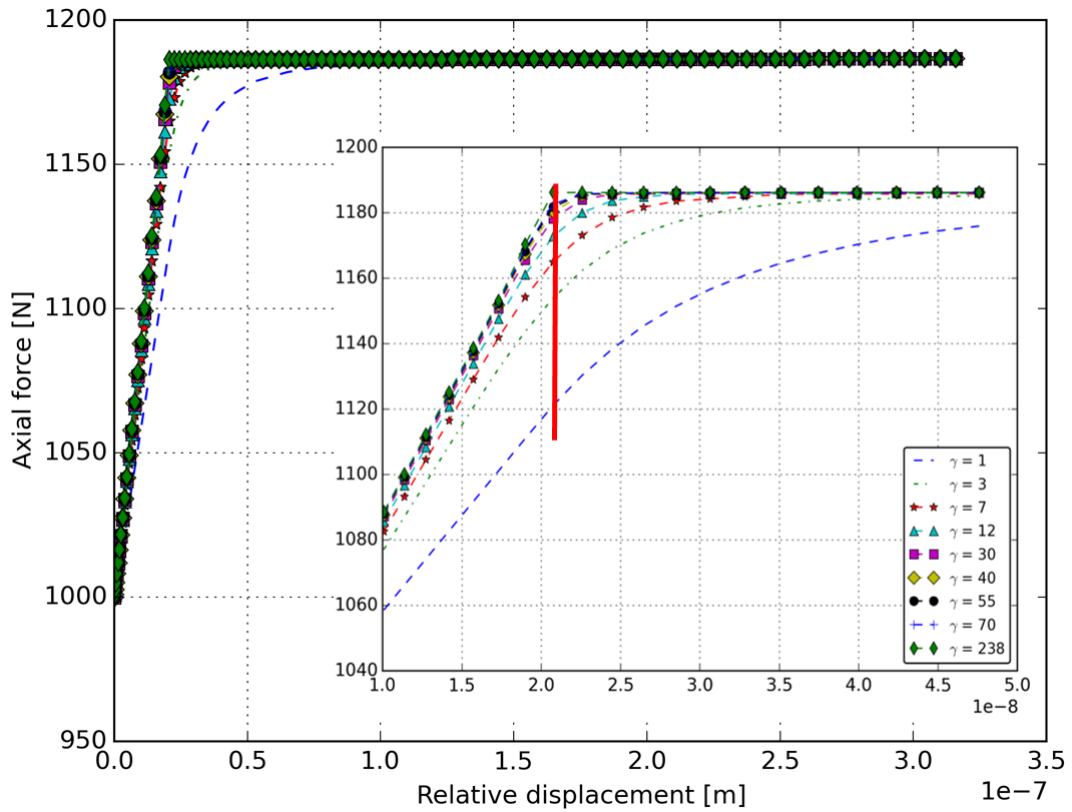 1200
1150
1100
1050
1000
950
Axial force [N]
1200
1180
1160
1140
1120
1100
1080
1060
1040
γ = 1
γ = 3
γ = 7
γ = 12
γ = 30
γ = 40
γ = 55
γ = 70
γ = 238
1.0 1.5 2.0 2.5 3.0 3.5 4.0 4.5 5.0
1e−8
0.0 0.5 1.0 1.5 2.0 2.5 3.0 3.5
1e−7
Relative displacement [m]